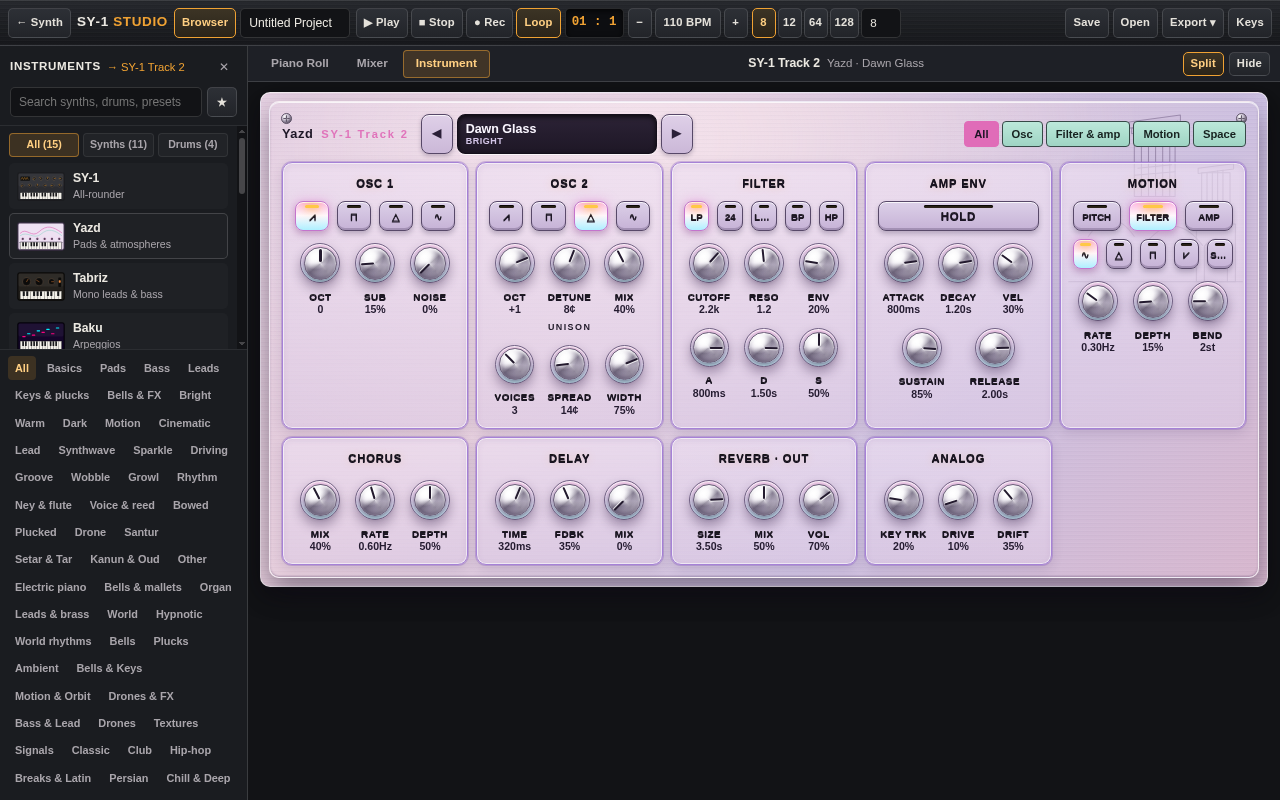 ← Synth SY-1 STUDIO Browser Untitled Project ▶ Play ■ Stop ● Rec Loop 01 : 1 − 110 BPM + 8 12 64 128 8 Save Open Export ▾ Keys
INSTRUMENTS → SY-1 Track 2 ✕
Search synths, drums, presets ★
All (15) Synths (11) Drums (4)
SY-1
All-rounder
Yazd
Pads & atmospheres
Tabriz
Mono leads & bass
Baku
Arpeggios
All Basics Pads Bass Leads
Keys & plucks Bells & FX Bright
Warm Dark Motion Cinematic
Lead Synthwave Sparkle Driving
Groove Wobble Growl Rhythm
Ney & flute Voice & reed Bowed
Plucked Drone Santur
Setar & Tar Kanun & Oud Other
Electric piano Bells & mallets Organ
Leads & brass World Hypnotic
World rhythms Bells Plucks
Ambient Bells & Keys
Motion & Orbit Drones & FX
Bass & Lead Drones Textures
Signals Classic Club Hip-hop
Breaks & Latin Persian Chill & Deep
Piano Roll Mixer Instrument SY-1 Track 2 Yazd · Dawn Glass Split Hide
Yazd SY-1 Track 2 ◀ Dawn Glass ▶ All Osc Filter & amp Motion Space
BRIGHT
OSC 1
OCT SUB NOISE
0 15% 0%
OSC 2
OCT DETUNE MIX
+1 8¢ 40%
UNISON
VOICES SPREAD WIDTH
3 14¢ 75%
FILTER
LP 24 L... BP HP
CUTOFF RESO ENV
2.2k 1.2 20%
A D S
800ms 1.50s 50%
AMP ENV
HOLD
ATTACK DECAY VEL
800ms 1.20s 30%
SUSTAIN RELEASE
85% 2.00s
MOTION
PITCH FILTER AMP
S...
RATE DEPTH BEND
0.30Hz 15% 2st
CHORUS
MIX RATE DEPTH
40% 0.60Hz 50%
DELAY
TIME FDBK MIX
320ms 35% 0%
REVERB · OUT
SIZE MIX VOL
3.50s 50% 70%
ANALOG
KEY TRK DRIVE DRIFT
20% 10% 35%